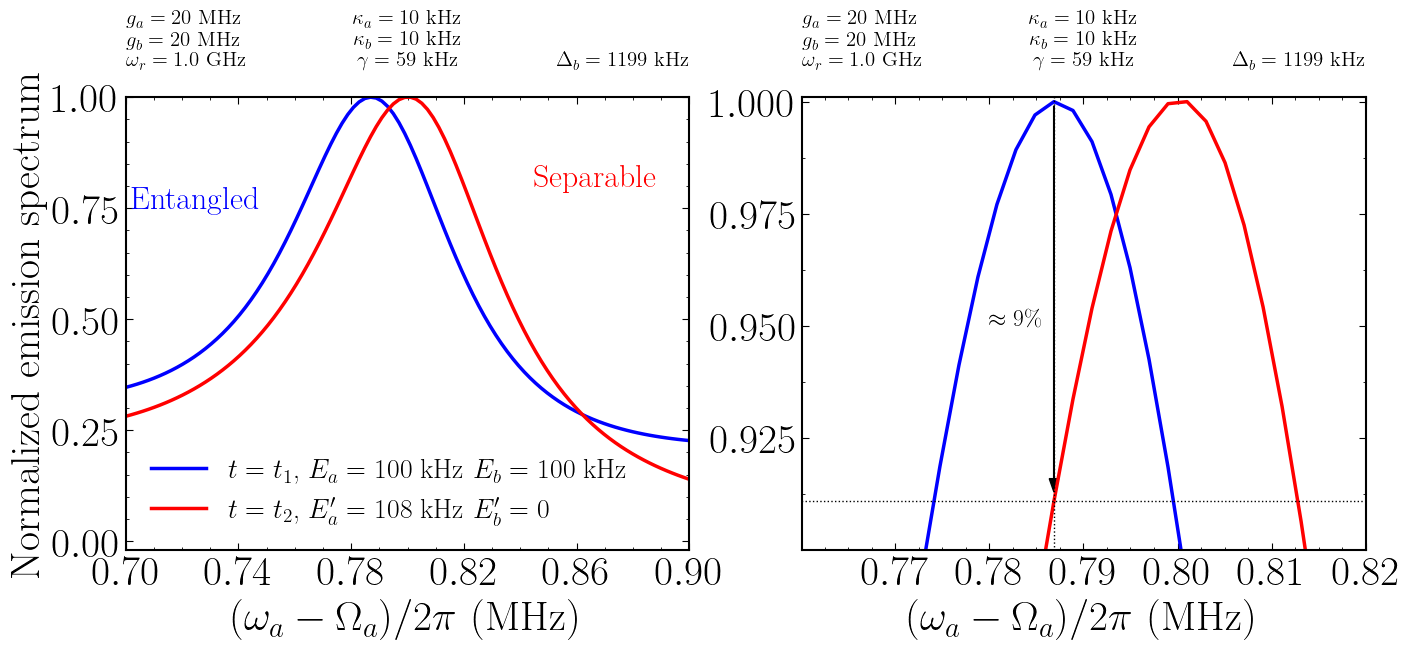 g_a = 20 MHz
g_b = 20 MHz
ω_r = 1.0 GHz
κ_a = 10 kHz
κ_b = 10 kHz
γ = 59 kHz
Δ_b = 1199 kHz
Normalized emission spectrum
1.00
0.75
0.50
0.25
0.00
Entangled
Separable
t = t_1, E_a = 100 kHz E_b = 100 kHz
t = t_2, E'_a = 108 kHz E'_b = 0
0.70 0.74 0.78 0.82 0.86 0.90
(ω_a − Ω_a)/2π (MHz)
g_a = 20 MHz
g_b = 20 MHz
ω_r = 1.0 GHz
κ_a = 10 kHz
κ_b = 10 kHz
γ = 59 kHz
Δ_b = 1199 kHz
1.000
0.975
0.950
0.925
≈ 9%
0.77 0.78 0.79 0.80 0.81 0.82
(ω_a − Ω_a)/2π (MHz)